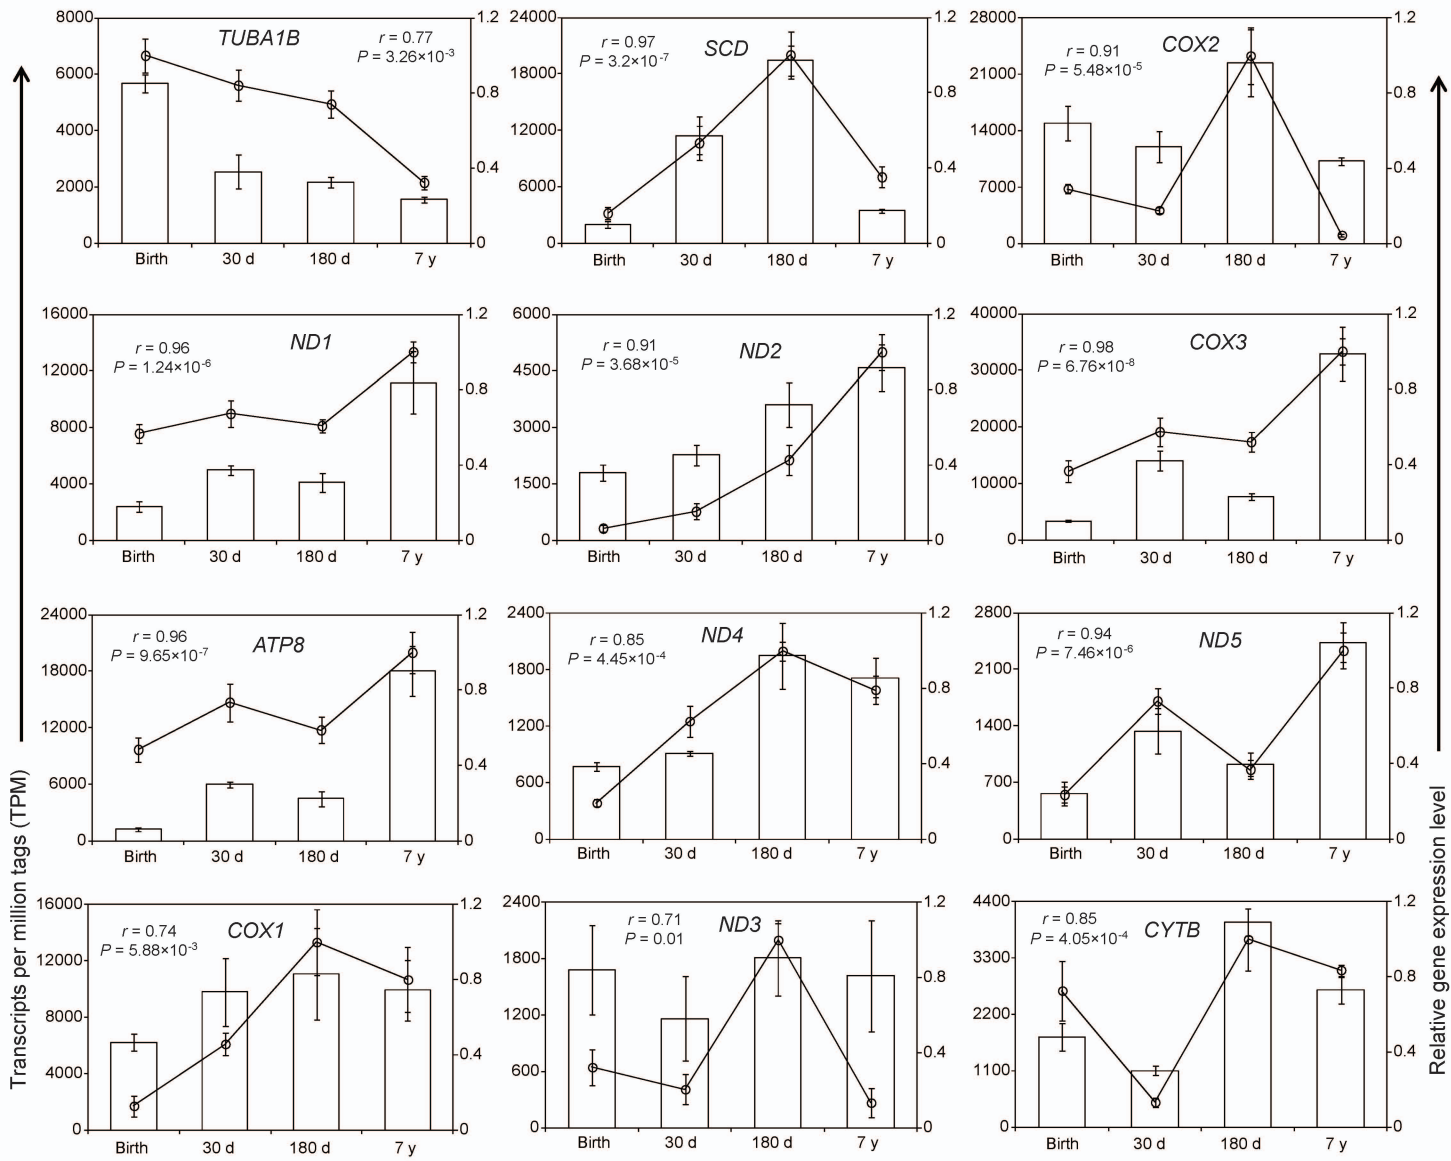 TUBA1B
r = 0.77
P = 3.26×10-3
8000
6000
4000
2000
0
1.2
0.8
0.4
0
Birth 30 d 180 d 7 y
SCD
r = 0.97
P = 3.2×10-7
24000
18000
12000
6000
0
1.2
0.8
0.4
0
Birth 30 d 180 d 7 y
COX2
r = 0.91
P = 5.48×10-5
28000
21000
14000
7000
0
1.2
0.8
0.4
0
Birth 30 d 180 d 7 y
ND1
r = 0.96
P = 1.24×10-6
16000
12000
8000
4000
0
1.2
0.8
0.4
0
Birth 30 d 180 d 7 y
ND2
r = 0.91
P = 3.68×10-5
6000
4500
3000
1500
0
1.2
0.8
0.4
0
Birth 30 d 180 d 7 y
COX3
r = 0.98
P = 6.76×10-8
40000
30000
20000
10000
0
1.2
0.8
0.4
0
Birth 30 d 180 d 7 y
ATP8
r = 0.96
P = 9.65×10-7
24000
18000
12000
6000
0
1.2
0.8
0.4
0
Birth 30 d 180 d 7 y
ND4
r = 0.85
P = 4.45×10-4
2400
1800
1200
600
0
1.2
0.8
0.4
0
Birth 30 d 180 d 7 y
ND5
r = 0.94
P = 7.46×10-6
2800
2100
1400
700
0
1.2
0.8
0.4
0
Birth 30 d 180 d 7 y
COX1
r = 0.74
P = 5.88×10-3
16000
12000
8000
4000
0
1.2
0.8
0.4
0
Birth 30 d 180 d 7 y
ND3
r = 0.71
P = 0.01
2400
1800
1200
600
0
1.2
0.8
0.4
0
Birth 30 d 180 d 7 y
CYTB
r = 0.85
P = 4.05×10-4
4400
3300
2200
1100
0
1.2
0.8
0.4
0
Birth 30 d 180 d 7 y
Transcripts per million tags (TPM)
Relative gene expression level